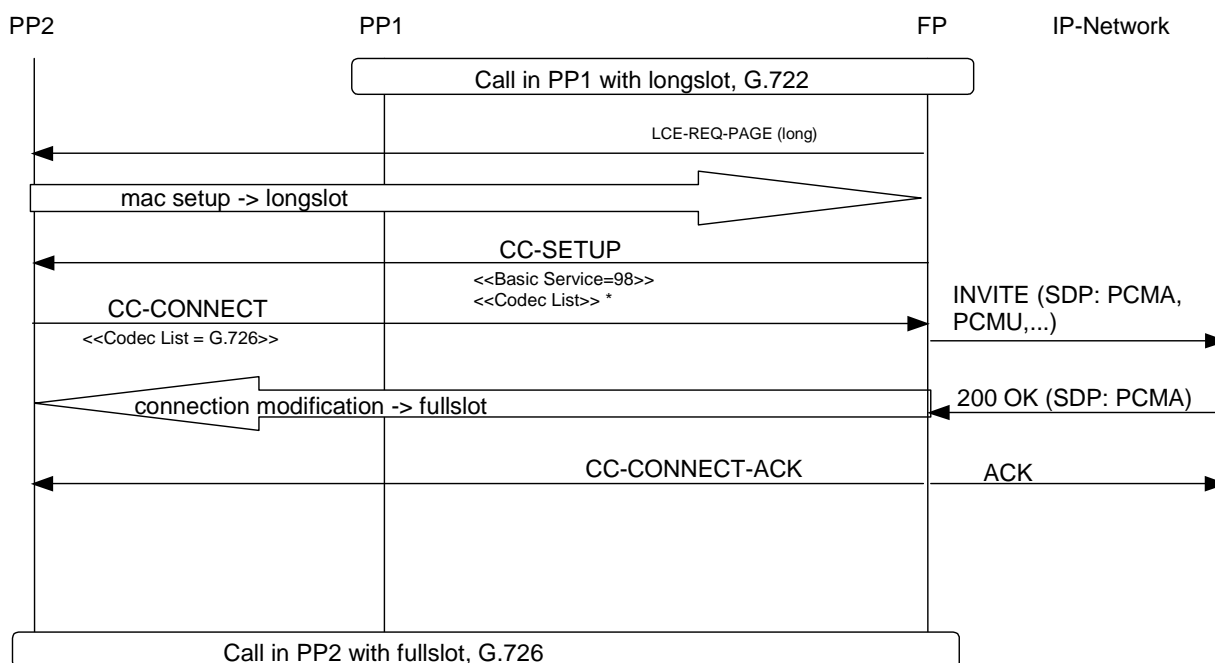 PP2 PP1 FP IP-Network
Call in PP1 with longslot, G.722
LCE-REQ-PAGE (long)
mac setup -> longslot
CC-SETUP
<<Basic Service=98>>
<<Codec List>> *
CC-CONNECT
<<Codec List = G.726>>
INVITE (SDP: PCMA,
PCMU,...)
connection modification -> fullslot
200 OK (SDP: PCMA)
CC-CONNECT-ACK
ACK
Call in PP2 with fullslot, G.726